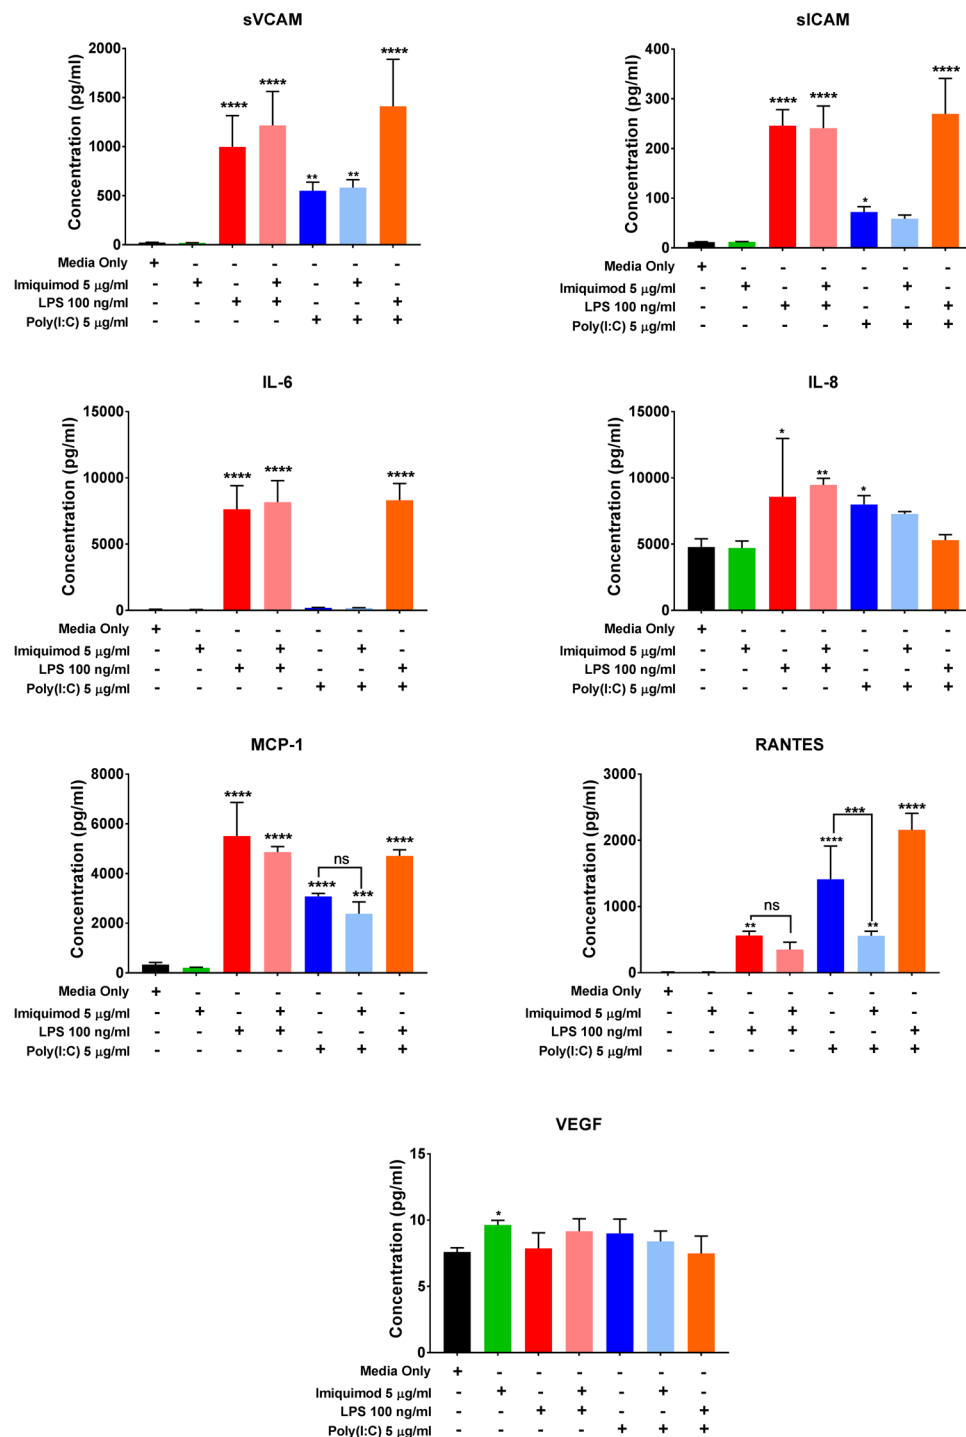 sVCAM
Concentration (pg/ml)
2000
1500
1000
500
0
**** **** ** ** ****
Media Only + - - - - - -
Imiquimod 5 μg/ml - + - + - + -
LPS 100 ng/ml - - + + - - +
Poly(I:C) 5 μg/ml - - - - + + +
sICAM
Concentration (pg/ml)
400
300
200
100
0
**** **** * ****
Media Only + - - - - - -
Imiquimod 5 μg/ml - + - + - + -
LPS 100 ng/ml - - + + - - +
Poly(I:C) 5 μg/ml - - - - + + +
IL-6
Concentration (pg/ml)
15000
10000
5000
0
**** **** ****
Media Only + - - - - - -
Imiquimod 5 μg/ml - + - + - + -
LPS 100 ng/ml - - + + - - +
Poly(I:C) 5 μg/ml - - - - + + +
IL-8
Concentration (pg/ml)
15000
10000
5000
0
* ** *
Media Only + - - - - - -
Imiquimod 5 μg/ml - + - + - + -
LPS 100 ng/ml - - + + - - +
Poly(I:C) 5 μg/ml - - - - + + +
MCP-1
Concentration (pg/ml)
8000
6000
4000
2000
0
ns
**** **** **** *** ****
Media Only + - - - - - -
Imiquimod 5 μg/ml - + - + - + -
LPS 100 ng/ml - - + + - - +
Poly(I:C) 5 μg/ml - - - - + + +
RANTES
Concentration (pg/ml)
3000
2000
1000
0
***
ns
** **** ** ****
Media Only + - - - - - -
Imiquimod 5 μg/ml - + - + - + -
LPS 100 ng/ml - - + + - - +
Poly(I:C) 5 μg/ml - - - - + + +
VEGF
Concentration (pg/ml)
15
10
5
0
*
Media Only + - - - - - -
Imiquimod 5 μg/ml - + - + - + -
LPS 100 ng/ml - - + + - - +
Poly(I:C) 5 μg/ml - - - - + + +